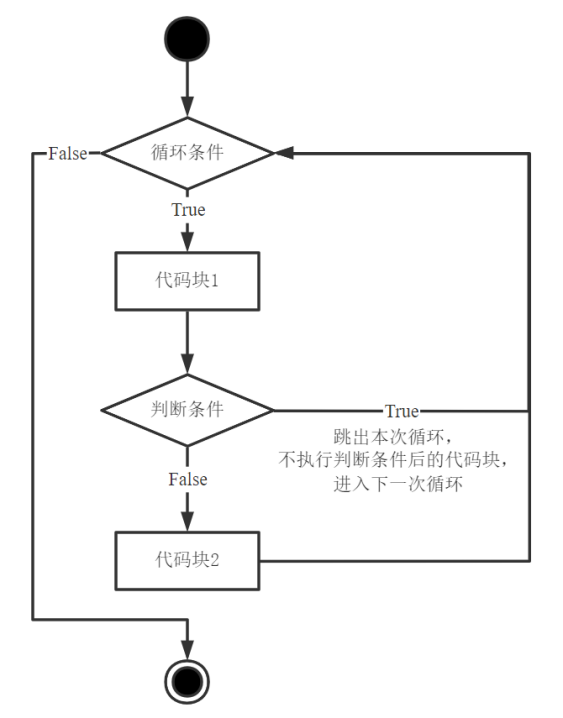 循环条件
False
True
代码块1
判断条件
True
跳出本次循环，
不执行判断条件后的代码块，
进入下一次循环
False
代码块2